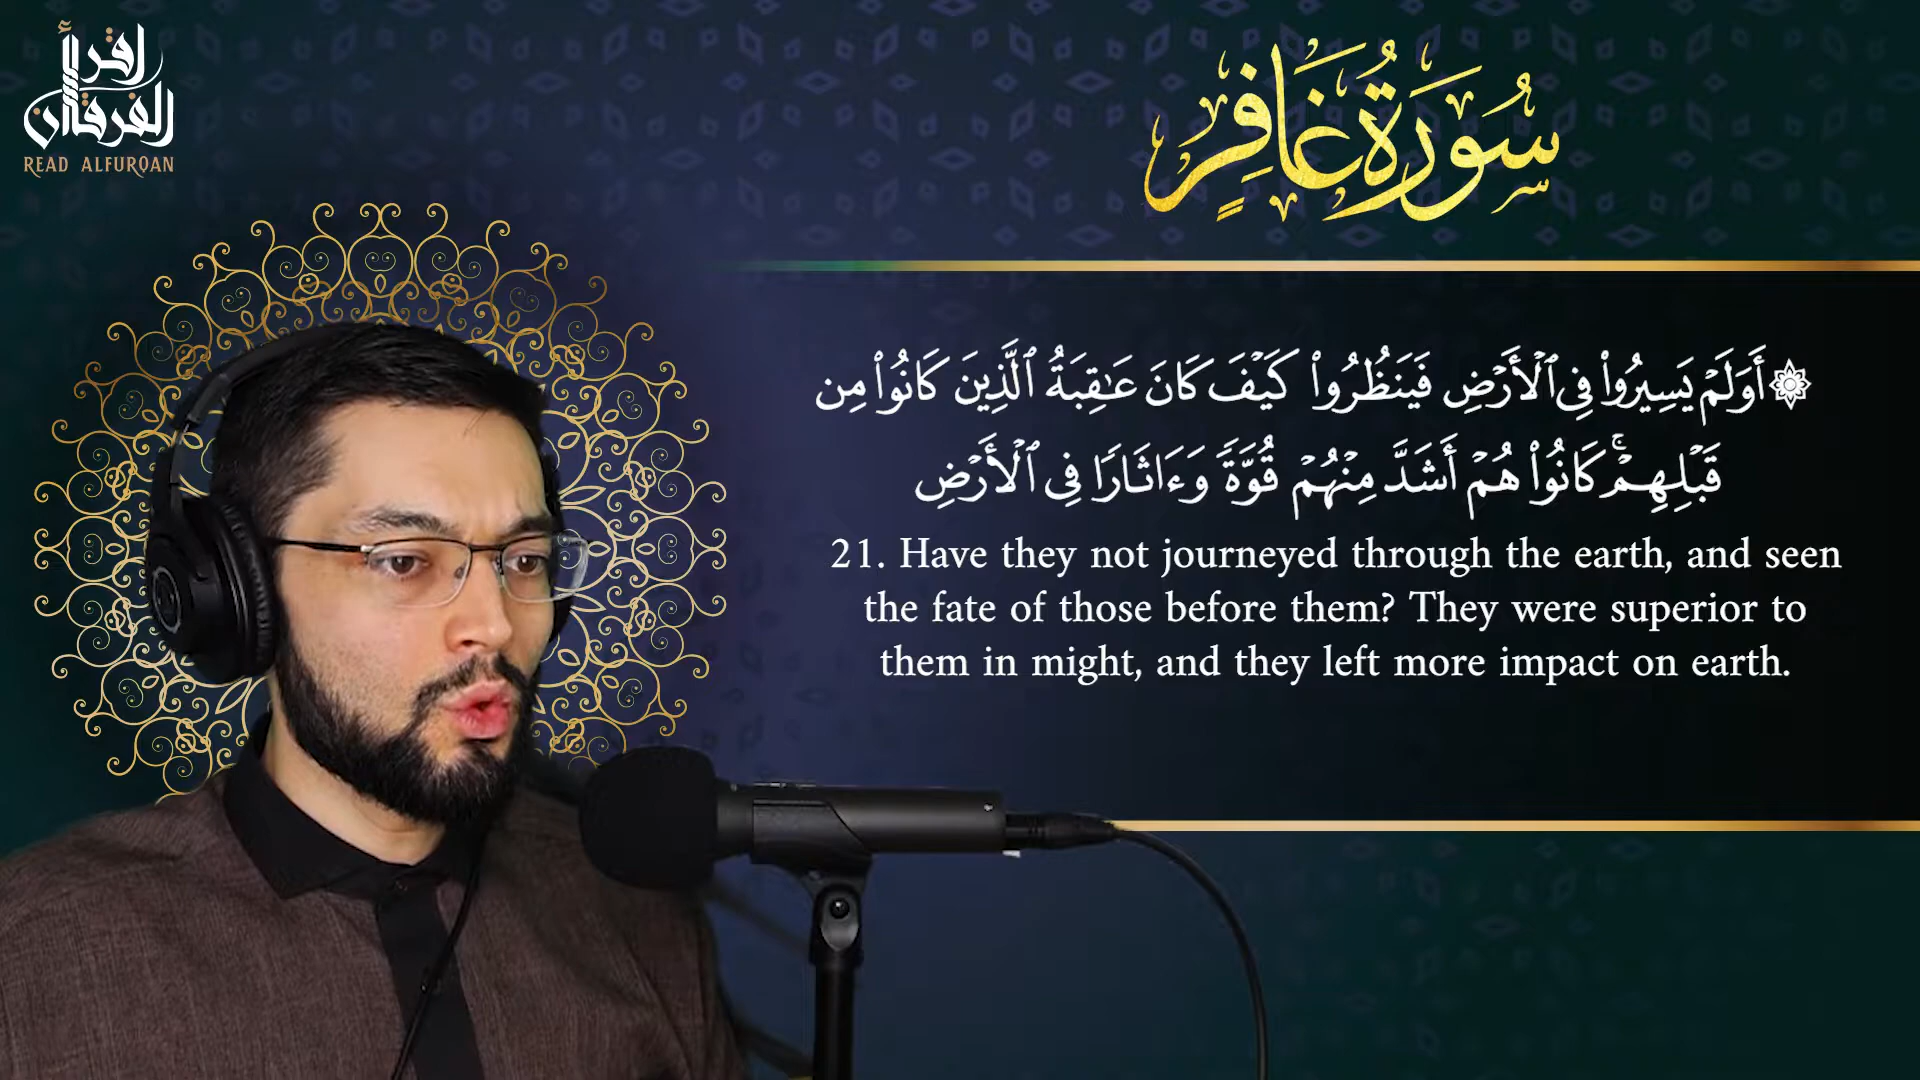 اقرأ
الفرقان
READ ALFURQAN
سُورَةُ غَافِرٍ
۞ أَوَلَمْ يَسِيرُوا۟ فِى ٱلْأَرْضِ فَيَنظُرُوا۟ كَيْفَ كَانَ عَـٰقِبَةُ ٱلَّذِينَ كَانُوا۟ مِن
قَبْلِهِمْ ۚ كَانُوا۟ هُمْ أَشَدَّ مِنْهُمْ قُوَّةً وَءَاثَارًا فِى ٱلْأَرْضِ
21. Have they not journeyed through the earth, and seen
the fate of those before them? They were superior to
them in might, and they left more impact on earth.